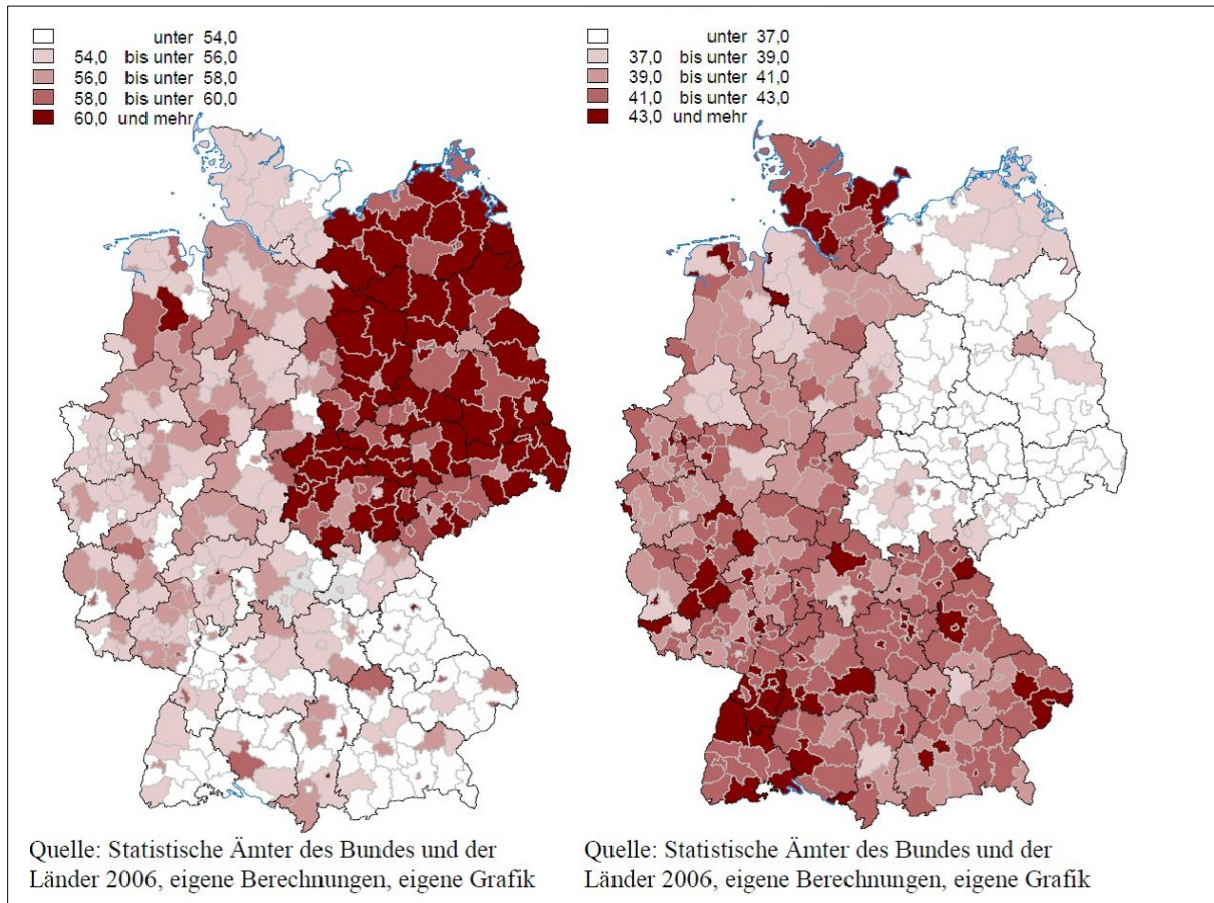 unter 54,0
54,0 bis unter 56,0
56,0 bis unter 58,0
58,0 bis unter 60,0
60,0 und mehr
Quelle: Statistische Ämter des Bundes und der
Länder 2006, eigene Berechnungen, eigene Grafik
unter 37,0
37,0 bis unter 39,0
39,0 bis unter 41,0
41,0 bis unter 43,0
43,0 und mehr
Quelle: Statistische Ämter des Bundes und der
Länder 2006, eigene Berechnungen, eigene Grafik